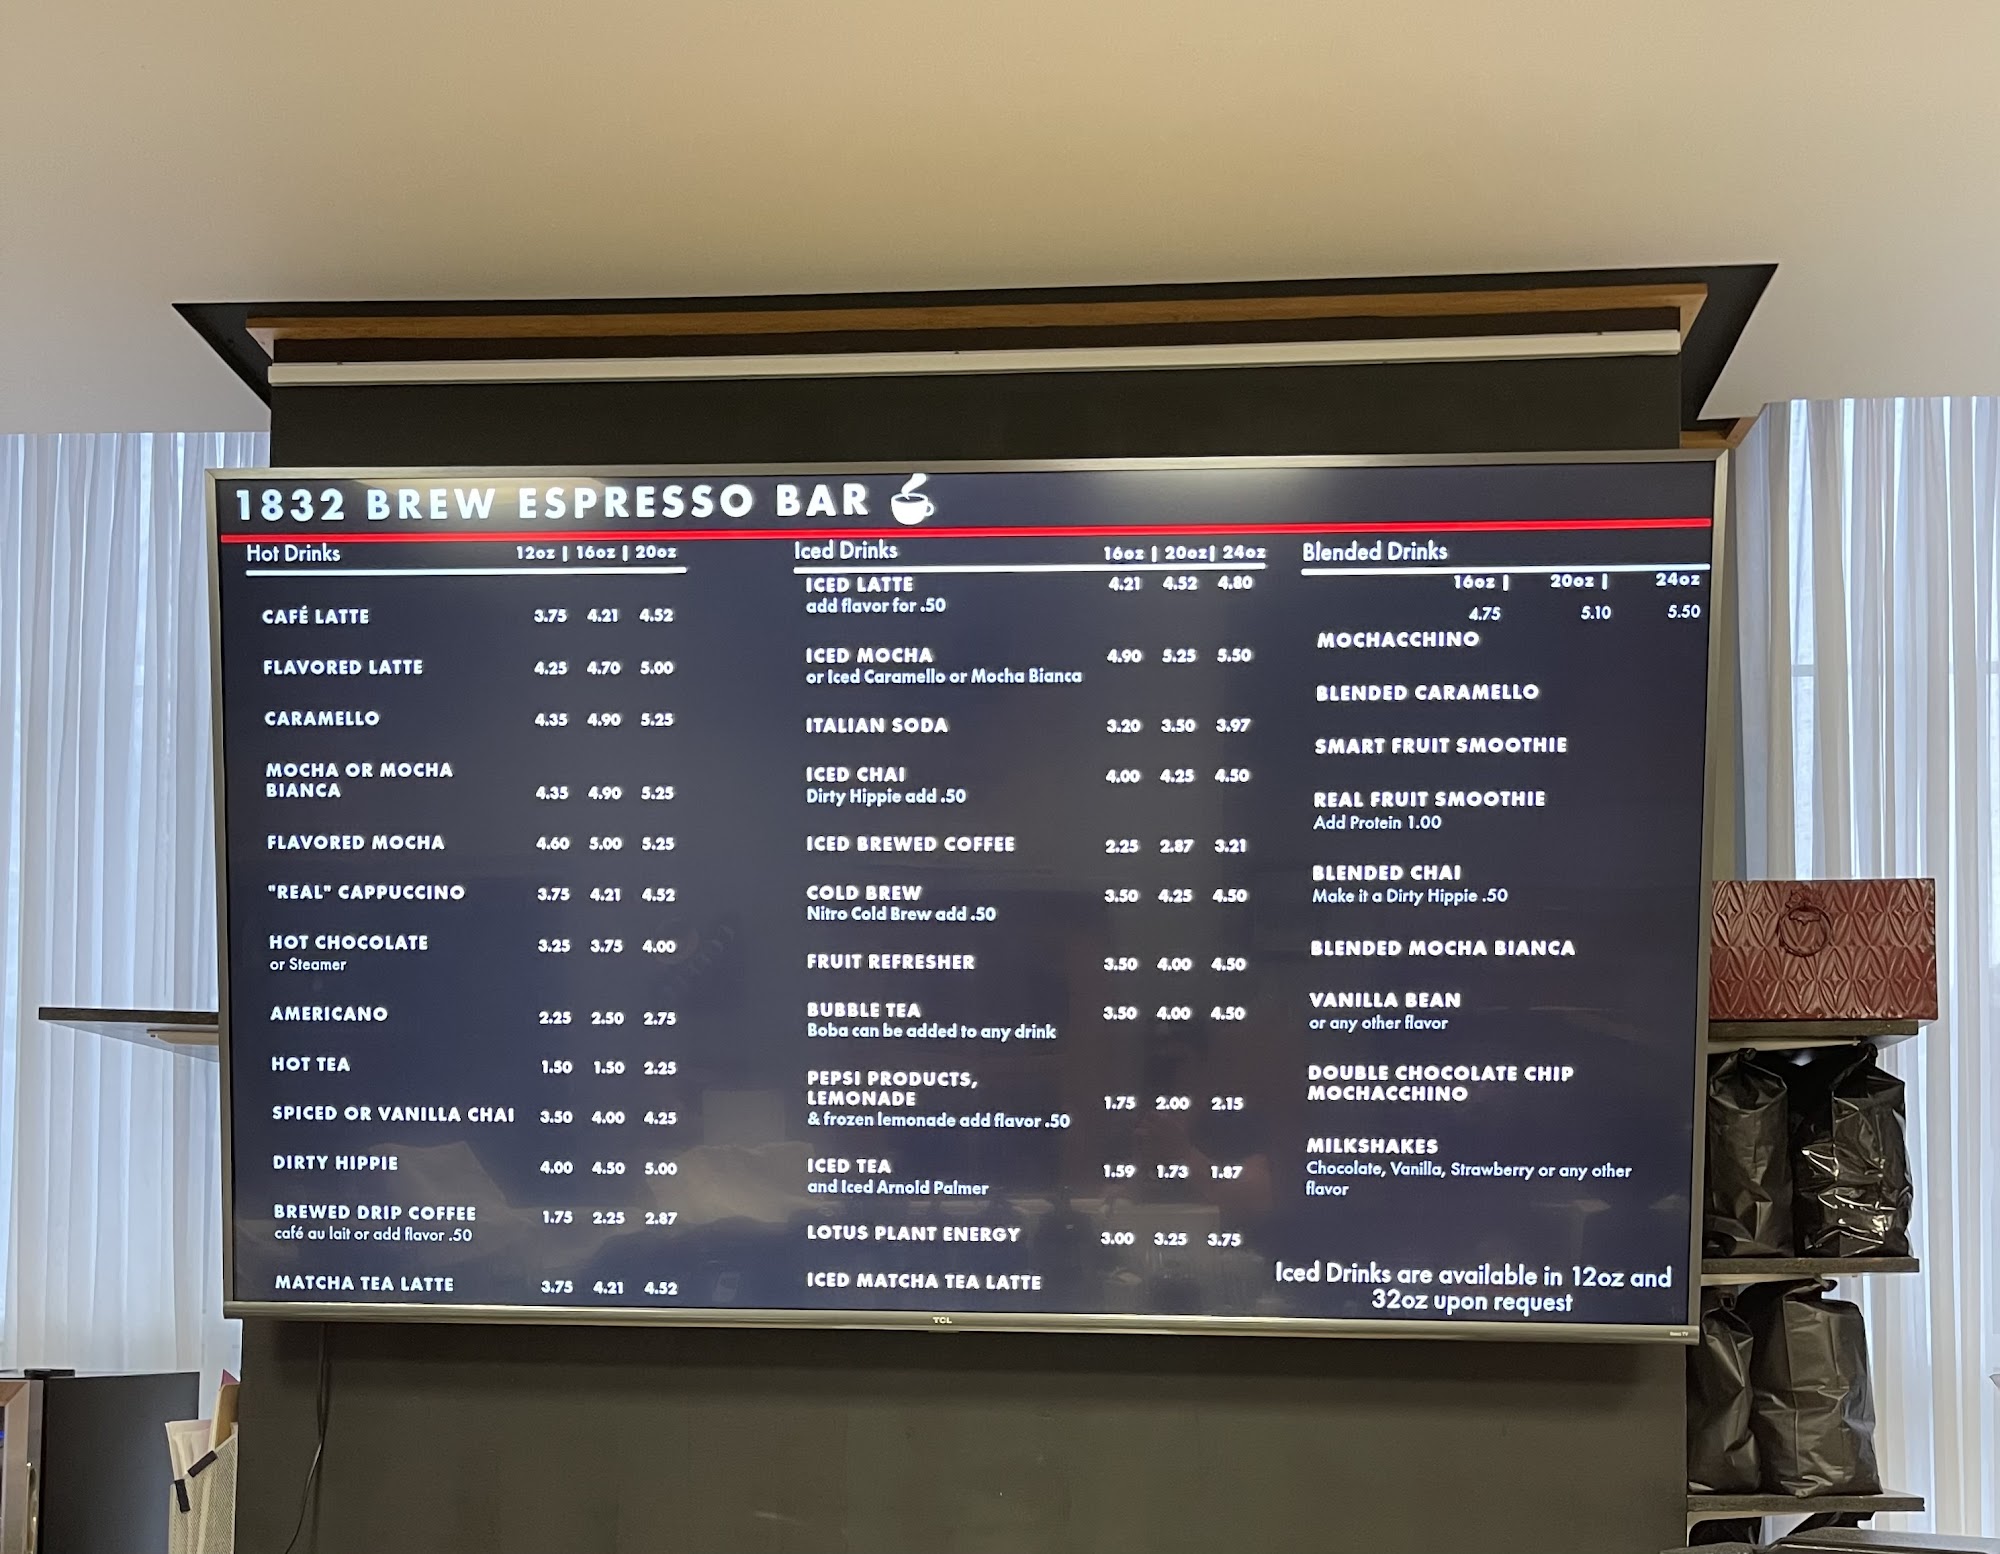 1832 BREW ESPRESSO BAR
Hot Drinks 12oz | 16oz | 20oz
CAFÉ LATTE 3.75 4.21 4.52
FLAVORED LATTE 4.25 4.70 5.00
CARAMELLO 4.35 4.90 5.25
MOCHA OR MOCHA
BIANCA 4.35 4.90 5.25
FLAVORED MOCHA 4.60 5.00 5.25
"REAL" CAPPUCCINO 3.75 4.21 4.52
HOT CHOCOLATE 3.25 3.75 4.00
or Steamer
AMERICANO 2.25 2.50 2.75
HOT TEA 1.50 1.50 2.25
SPICED OR VANILLA CHAI 3.50 4.00 4.25
DIRTY HIPPIE 4.00 4.50 5.00
BREWED DRIP COFFEE 1.75 2.25 2.87
café au lait or add flavor .50
MATCHA TEA LATTE 3.75 4.21 4.52
Iced Drinks 16oz | 20oz| 24oz
ICED LATTE 4.21 4.52 4.80
add flavor for .50
ICED MOCHA 4.90 5.25 5.50
or Iced Caramello or Mocha Bianca
ITALIAN SODA 3.20 3.50 3.97
ICED CHAI 4.00 4.25 4.50
Dirty Hippie add .50
ICED BREWED COFFEE 2.25 2.87 3.21
COLD BREW 3.50 4.25 4.50
Nitro Cold Brew add .50
FRUIT REFRESHER 3.50 4.00 4.50
BUBBLE TEA 3.50 4.00 4.50
Boba can be added to any drink
PEPSI PRODUCTS,
LEMONADE 1.75 2.00 2.15
& frozen lemonade add flavor .50
ICED TEA 1.59 1.73 1.87
and Iced Arnold Palmer
LOTUS PLANT ENERGY 3.00 3.25 3.75
ICED MATCHA TEA LATTE
Blended Drinks
16oz | 20oz | 24oz
4.75 5.10 5.50
MOCHACCHINO
BLENDED CARAMELLO
SMART FRUIT SMOOTHIE
REAL FRUIT SMOOTHIE
Add Protein 1.00
BLENDED CHAI
Make it a Dirty Hippie .50
BLENDED MOCHA BIANCA
VANILLA BEAN
or any other flavor
DOUBLE CHOCOLATE CHIP
MOCHACCHINO
MILKSHAKES
Chocolate, Vanilla, Strawberry or any other
flavor
Iced Drinks are available in 12oz and
32oz upon request
TCL
Roku TV